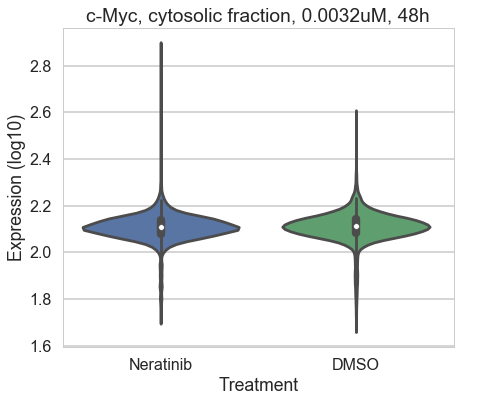 c-Myc, cytosolic fraction, 0.0032uM, 48h
Expression (log10)
2.8
2.6
2.4
2.2
2.0
1.8
1.6
Neratinib DMSO
Treatment